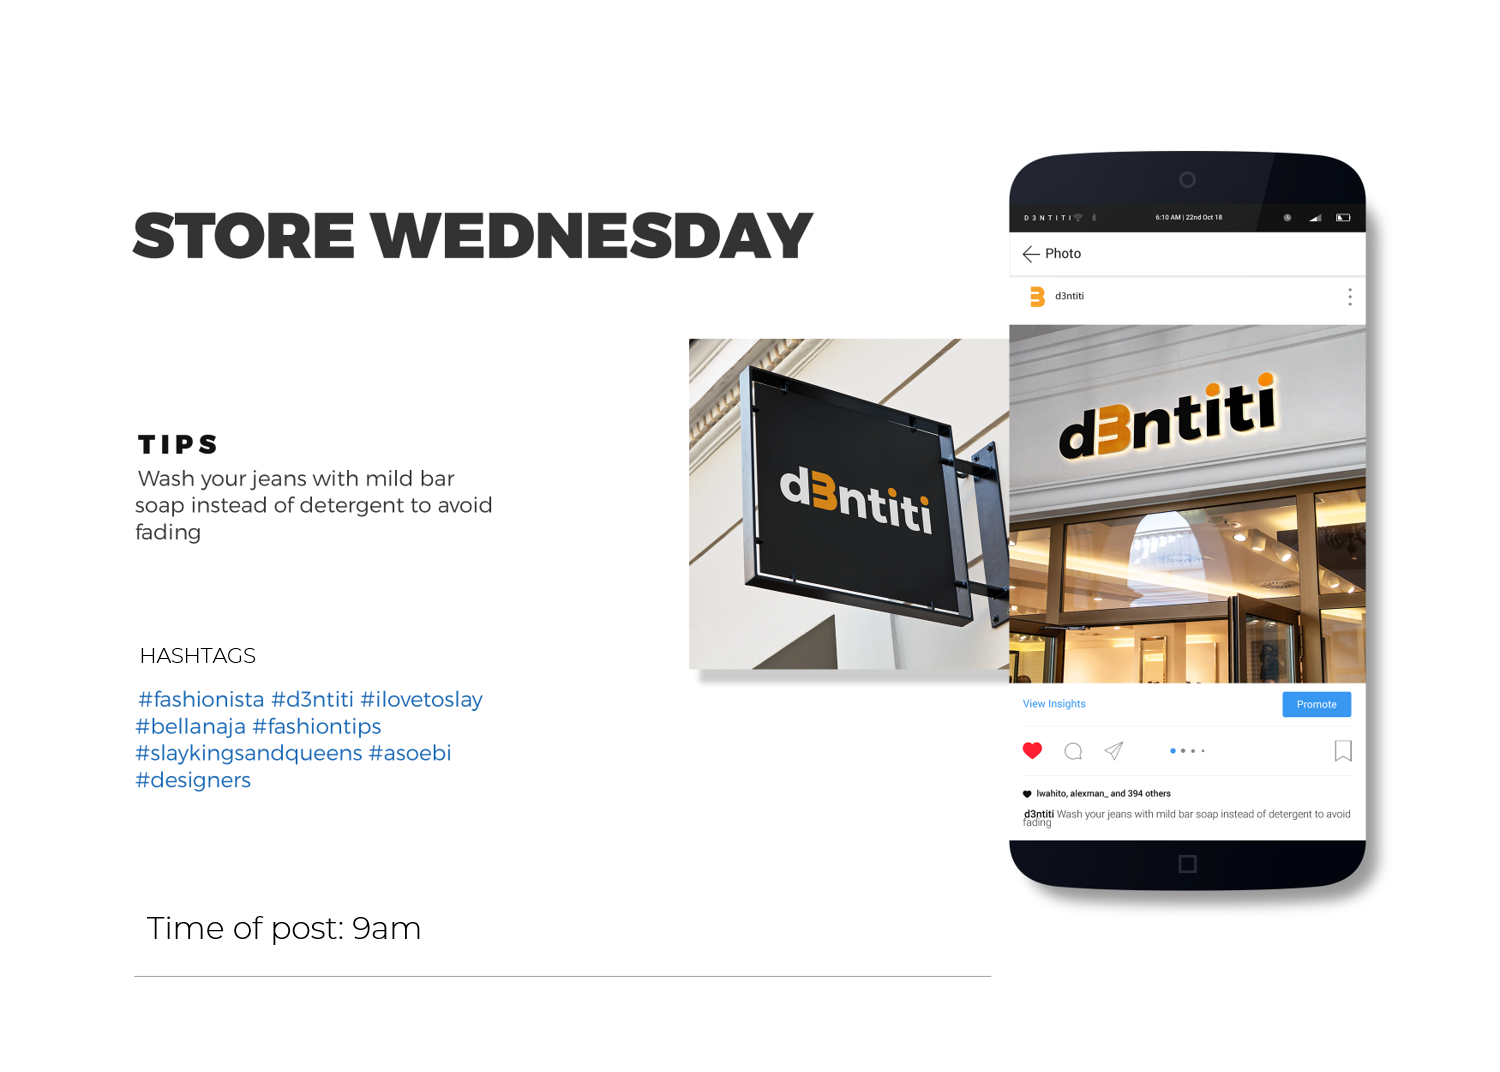 STORE WEDNESDAY
TIPS
Wash your jeans with mild bar
soap instead of detergent to avoid
fading
HASHTAGS
#fashionista #d3ntiti #ilovetoslay
#bellanaja #fashiontips
#slaykingsandqueens #asoebi
#designers
Time of post: 9am
d3ntiti
D3NTITI 6:10 AM | 22nd Oct 18
Photo
d3ntiti
d3ntiti
View Insights
Promote
lwahito, alexman_ and 394 others
d3ntiti Wash your jeans with mild bar soap instead of detergent to avoid
fading